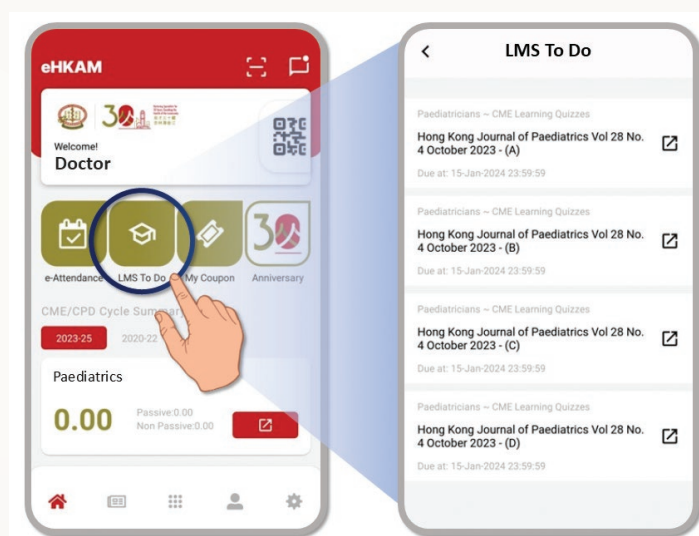 eHKAM
30
Welcome!
Doctor
e-Attendance
LMS To Do
My Coupon
Anniversary
CME/CPD Cycle Summary
2023-25
2020-22
Paediatrics
0.00
Passive:0.00
Non Passive:0.00
LMS To Do
Paediatricians ~ CME Learning Quizzes
Hong Kong Journal of Paediatrics Vol 28 No.
4 October 2023 - (A)
Due at: 15-Jan-2024 23:59:59
Paediatricians ~ CME Learning Quizzes
Hong Kong Journal of Paediatrics Vol 28 No.
4 October 2023 - (B)
Due at: 15-Jan-2024 23:59:59
Paediatricians ~ CME Learning Quizzes
Hong Kong Journal of Paediatrics Vol 28 No.
4 October 2023 - (C)
Due at: 15-Jan-2024 23:59:59
Paediatricians ~ CME Learning Quizzes
Hong Kong Journal of Paediatrics Vol 28 No.
4 October 2023 - (D)
Due at: 15-Jan-2024 23:59:59